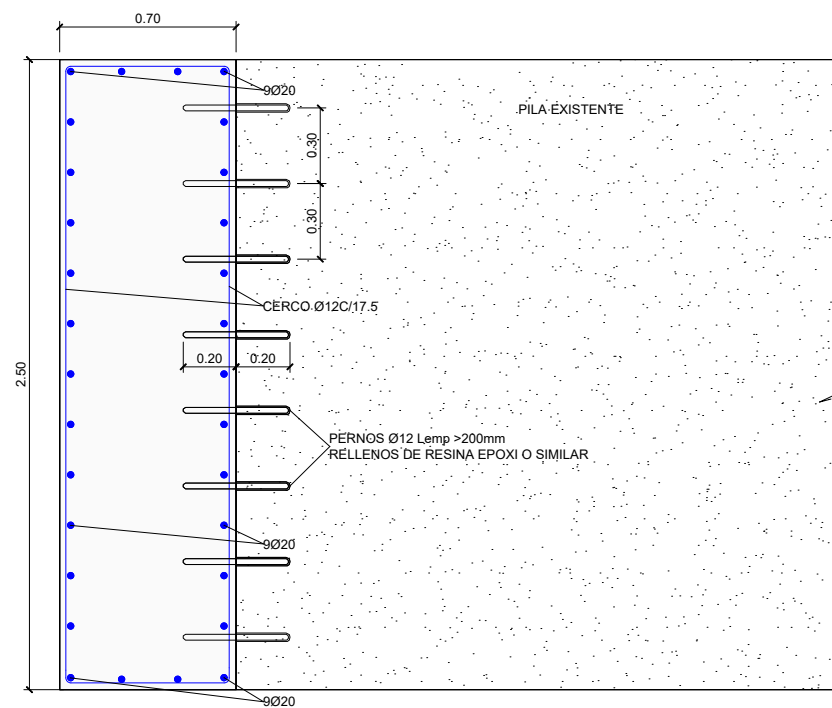 0.70
9Ø20
PILA EXISTENTE
0.30
0.30
CERCO Ø12C/17.5
0.20
0.20
2.50
PERNOS Ø12 Lemp >200mm
RELLENOS DE RESINA EPOXI O SIMILAR
9Ø20
9Ø20